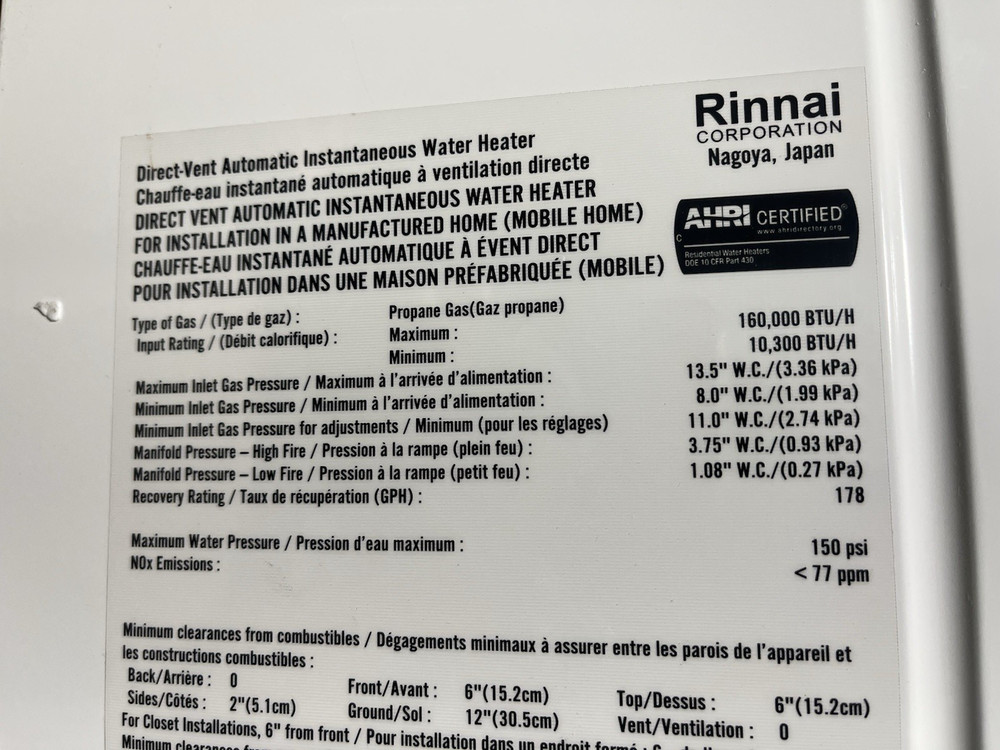 Rinnai
CORPORATION
Nagoya, Japan
Direct-Vent Automatic Instantaneous Water Heater
Chauffe-eau instantané automatique à ventilation directe
DIRECT VENT AUTOMATIC INSTANTANEOUS WATER HEATER
FOR INSTALLATION IN A MANUFACTURED HOME (MOBILE HOME)
CHAUFFE-EAU INSTANTANÉ AUTOMATIQUE À ÉVENT DIRECT
POUR INSTALLATION DANS UNE MAISON PRÉFABRIQUÉE (MOBILE)
AHRI CERTIFIED®
www.ahridirectory.org
C
Residential Water Heaters
DOE 10 CFR Part 430
Type of Gas / (Type de gaz) : Propane Gas(Gaz propane)
Input Rating / (Débit calorifique) : Maximum : 160,000 BTU/H
Minimum : 10,300 BTU/H
Maximum Inlet Gas Pressure / Maximum à l'arrivée d'alimentation : 13.5" W.C./(3.36 kPa)
Minimum Inlet Gas Pressure / Minimum à l'arrivée d'alimentation : 8.0" W.C./(1.99 kPa)
Minimum Inlet Gas Pressure for adjustments / Minimum (pour les réglages) 11.0" W.C./(2.74 kPa)
Manifold Pressure – High Fire / Pression à la rampe (plein feu) : 3.75" W.C./(0.93 kPa)
Manifold Pressure – Low Fire / Pression à la rampe (petit feu) : 1.08" W.C./(0.27 kPa)
Recovery Rating / Taux de récupération (GPH) : 178
Maximum Water Pressure / Pression d'eau maximum : 150 psi
NOx Emissions : < 77 ppm
Minimum clearances from combustibles / Dégagements minimaux à assurer entre les parois de l'appareil et
les constructions combustibles :
Back/Arrière : 0 Front/Avant : 6"(15.2cm) Top/Dessus : 6"(15.2cm)
Sides/Côtés : 2"(5.1cm) Ground/Sol : 12"(30.5cm) Vent/Ventilation : 0
For Closet Installations, 6" from front / Pour installation dans un endroit fermé : 6
Minimum clearances